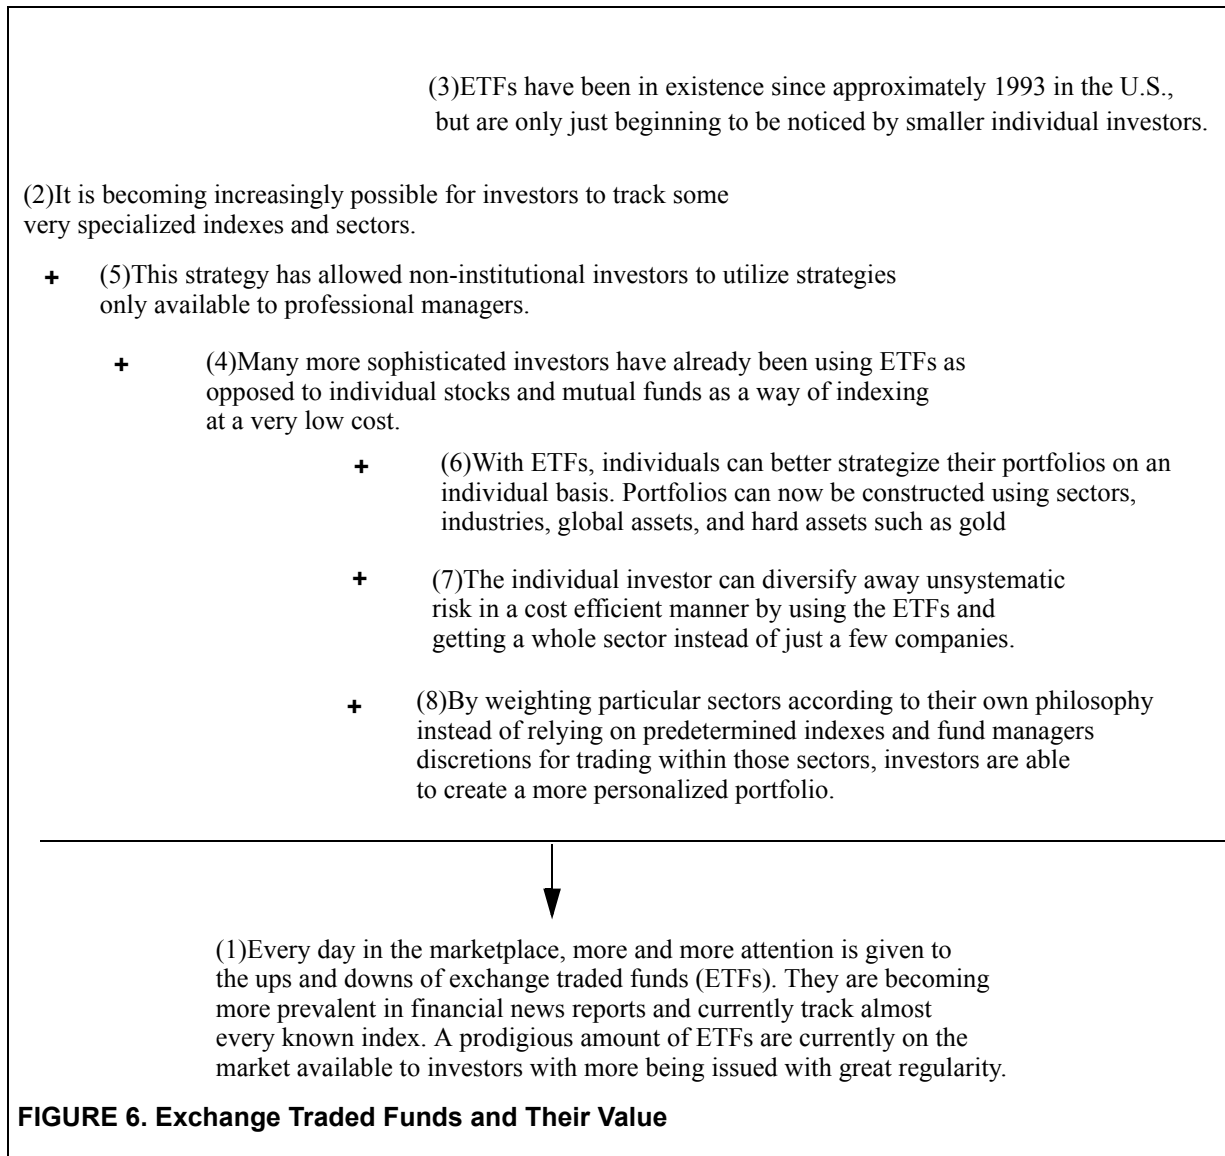 (3)ETFs have been in existence since approximately 1993 in the U.S.,
but are only just beginning to be noticed by smaller individual investors.
(2)It is becoming increasingly possible for investors to track some
very specialized indexes and sectors.
+ (5)This strategy has allowed non-institutional investors to utilize strategies
only available to professional managers.
+ (4)Many more sophisticated investors have already been using ETFs as
opposed to individual stocks and mutual funds as a way of indexing
at a very low cost.
+ (6)With ETFs, individuals can better strategize their portfolios on an
individual basis. Portfolios can now be constructed using sectors,
industries, global assets, and hard assets such as gold
+ (7)The individual investor can diversify away unsystematic
risk in a cost efficient manner by using the ETFs and
getting a whole sector instead of just a few companies.
+ (8)By weighting particular sectors according to their own philosophy
instead of relying on predetermined indexes and fund managers
discretions for trading within those sectors, investors are able
to create a more personalized portfolio.
(1)Every day in the marketplace, more and more attention is given to
the ups and downs of exchange traded funds (ETFs). They are becoming
more prevalent in financial news reports and currently track almost
every known index. A prodigious amount of ETFs are currently on the
market available to investors with more being issued with great regularity.
FIGURE 6. Exchange Traded Funds and Their Value